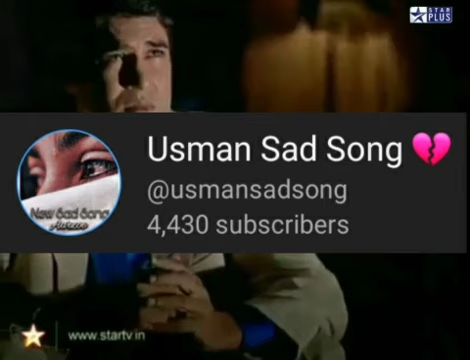 STAR
PLUS
Usman Sad Song 💔
@usmansadsong
New Sad Song
4,430 subscribers
www.startv.in